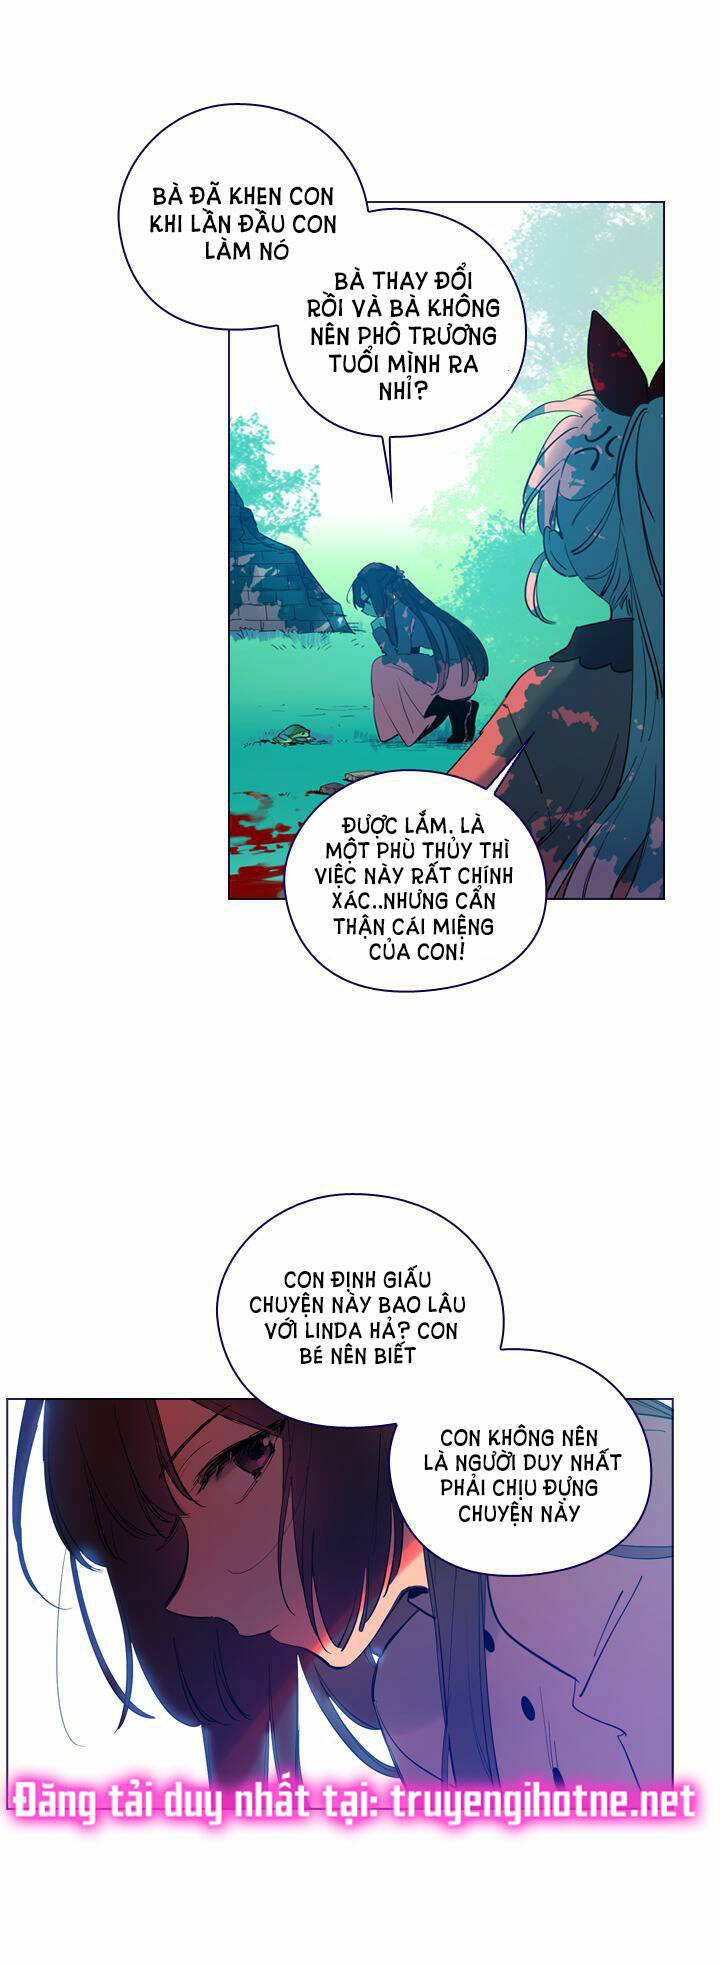 BÀ ĐÃ KHEN CON
KHI LẦN ĐẦU CON
LÀM NÓ
BÀ THAY ĐỔI
RỒI VÀ BÀ KHÔNG
NÊN PHÔ TRƯƠNG
TUỔI MÌNH RA
NHỈ?
ĐƯỢC LẮM. LÀ
MỘT PHÙ THỦY THÌ
VIỆC NÀY RẤT CHÍNH
XÁC..NHƯNG CẨN
THẬN CÁI MIỆNG
CỦA CON!
CON ĐỊNH GIẤU
CHUYỆN NÀY BAO LÂU
VỚI LINDA HẢ? CON
BÉ NÊN BIẾT
CON KHÔNG NÊN
LÀ NGƯỜI DUY NHẤT
PHẢI CHỊU ĐỰNG
CHUYỆN NÀY
Đăng tải duy nhất tại: truyengihotne.net